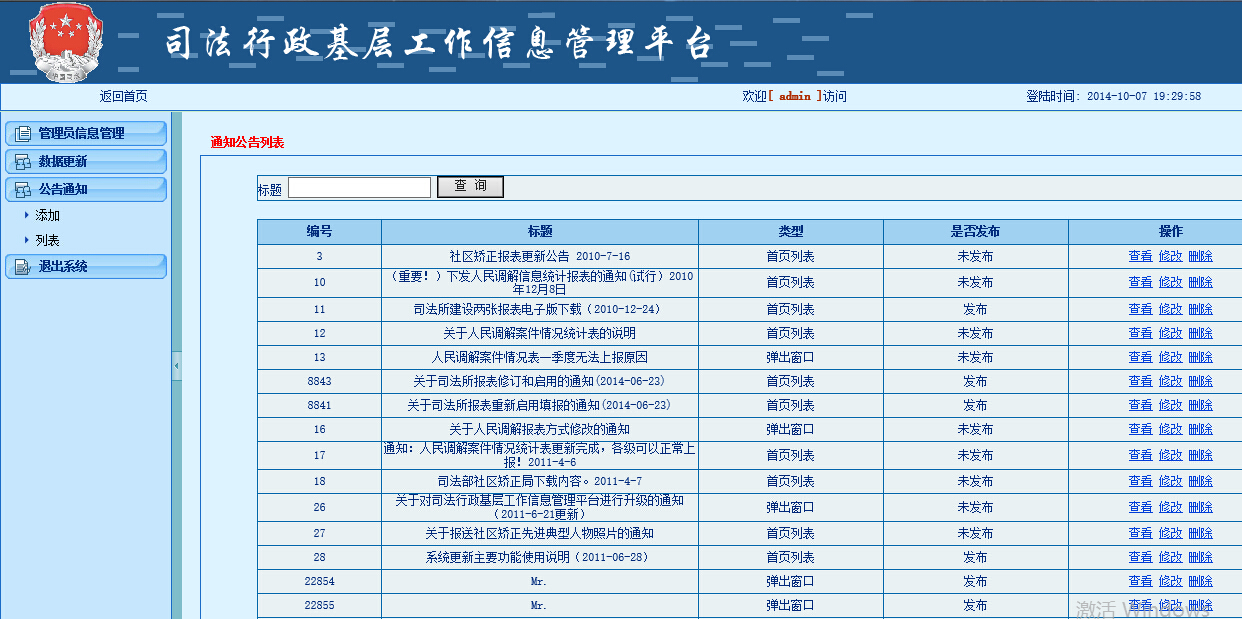 司法行政基层工作信息管理平台
返回首页 欢迎[ admin ]访问 登陆时间: 2014-10-07 19:29:58
管理员信息管理
数据更新
公告通知
添加
列表
退出系统
通知公告列表
标题 查 询
编号 标题 类型 是否发布 操作
3 社区矫正报表更新公告 2010-7-16 首页列表 未发布 查看 修改 删除
10 （重要！）下发人民调解信息统计报表的通知(试行）2010
年12月8日 首页列表 未发布 查看 修改 删除
11 司法所建设两张报表电子版下载（2010-12-24） 首页列表 发布 查看 修改 删除
12 关于人民调解案件情况统计表的说明 首页列表 未发布 查看 修改 删除
13 人民调解案件情况表一季度无法上报原因 弹出窗口 未发布 查看 修改 删除
8843 关于司法所报表修订和启用的通知(2014-06-23) 首页列表 发布 查看 修改 删除
8841 关于司法所报表重新启用填报的通知(2014-06-23) 首页列表 发布 查看 修改 删除
16 关于人民调解报表方式修改的通知 弹出窗口 未发布 查看 修改 删除
17 通知：人民调解案件情况统计表更新完成，各级可以正常上
报！2011-4-6 首页列表 未发布 查看 修改 删除
18 司法部社区矫正局下载内容。2011-4-7 首页列表 未发布 查看 修改 删除
26 关于对司法行政基层工作信息管理平台进行升级的通知
（2011-6-21更新） 弹出窗口 未发布 查看 修改 删除
27 关于报送社区矫正先进典型人物照片的通知 首页列表 未发布 查看 修改 删除
28 系统更新主要功能使用说明（2011-06-28） 首页列表 发布 查看 修改 删除
22854 Mr. 弹出窗口 发布 查看 修改 删除
22855 Mr. 弹出窗口 发布 查看 修改 删除
激活 Windows